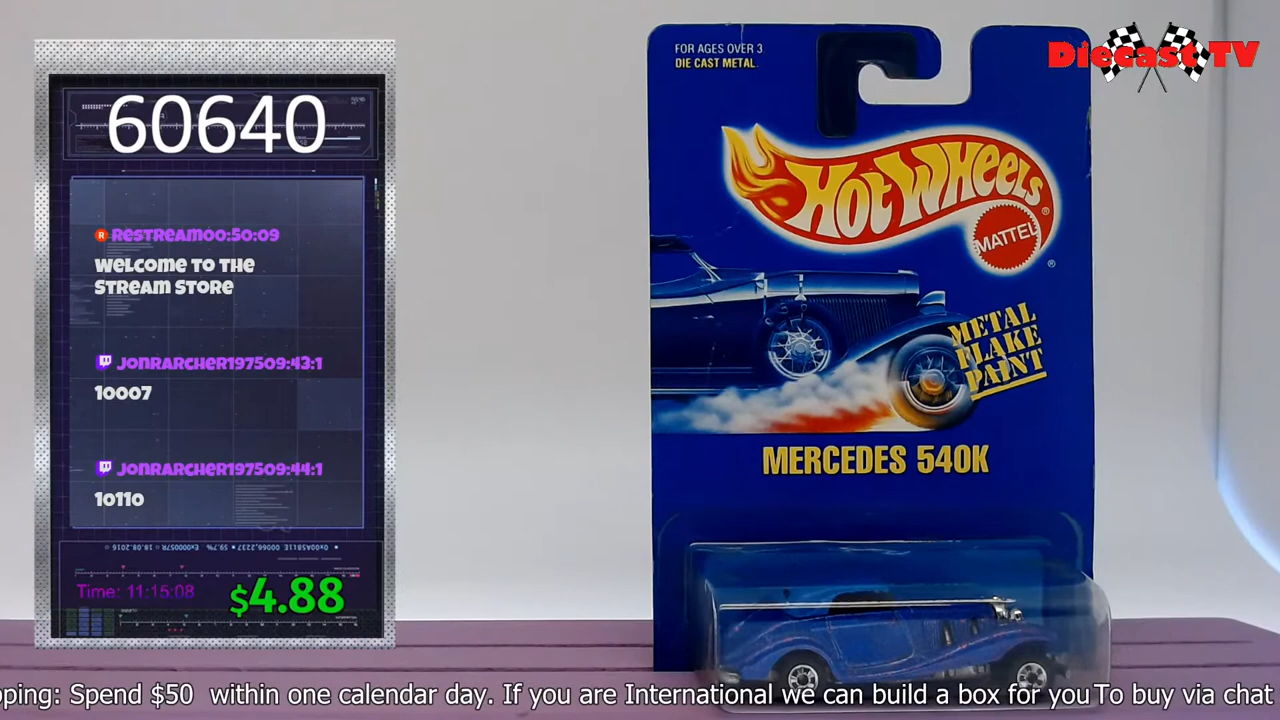 60640
Restream00:50:09
Welcome to the
Stream Store
jonrarcher197509:43:1
10007
jonrarcher197509:44:1
10110
Time: 11:15:08
$4.88
FOR AGES OVER 3
DIE CAST METAL
Hot Wheels®
MATTEL
®
METAL
FLAKE
PAINT
MERCEDES 540K
Diecast TV
pping: Spend $50 within one calendar day. If you are International we can build a box for you To buy via chat